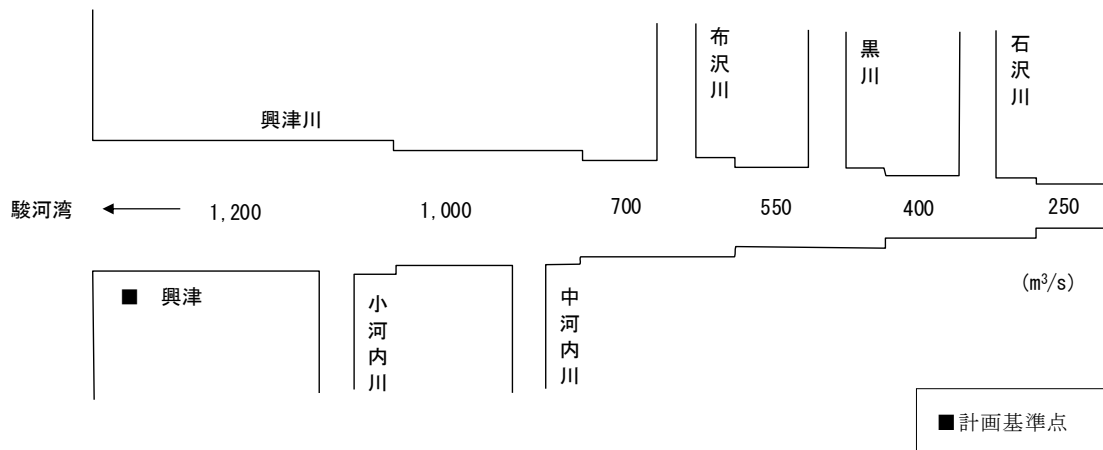 布沢川
黒川
石沢川
興津川
駿河湾
1,200
1,000
700
550
400
250
(m³/s)
■ 興津
小河内川
中河内川
■計画基準点